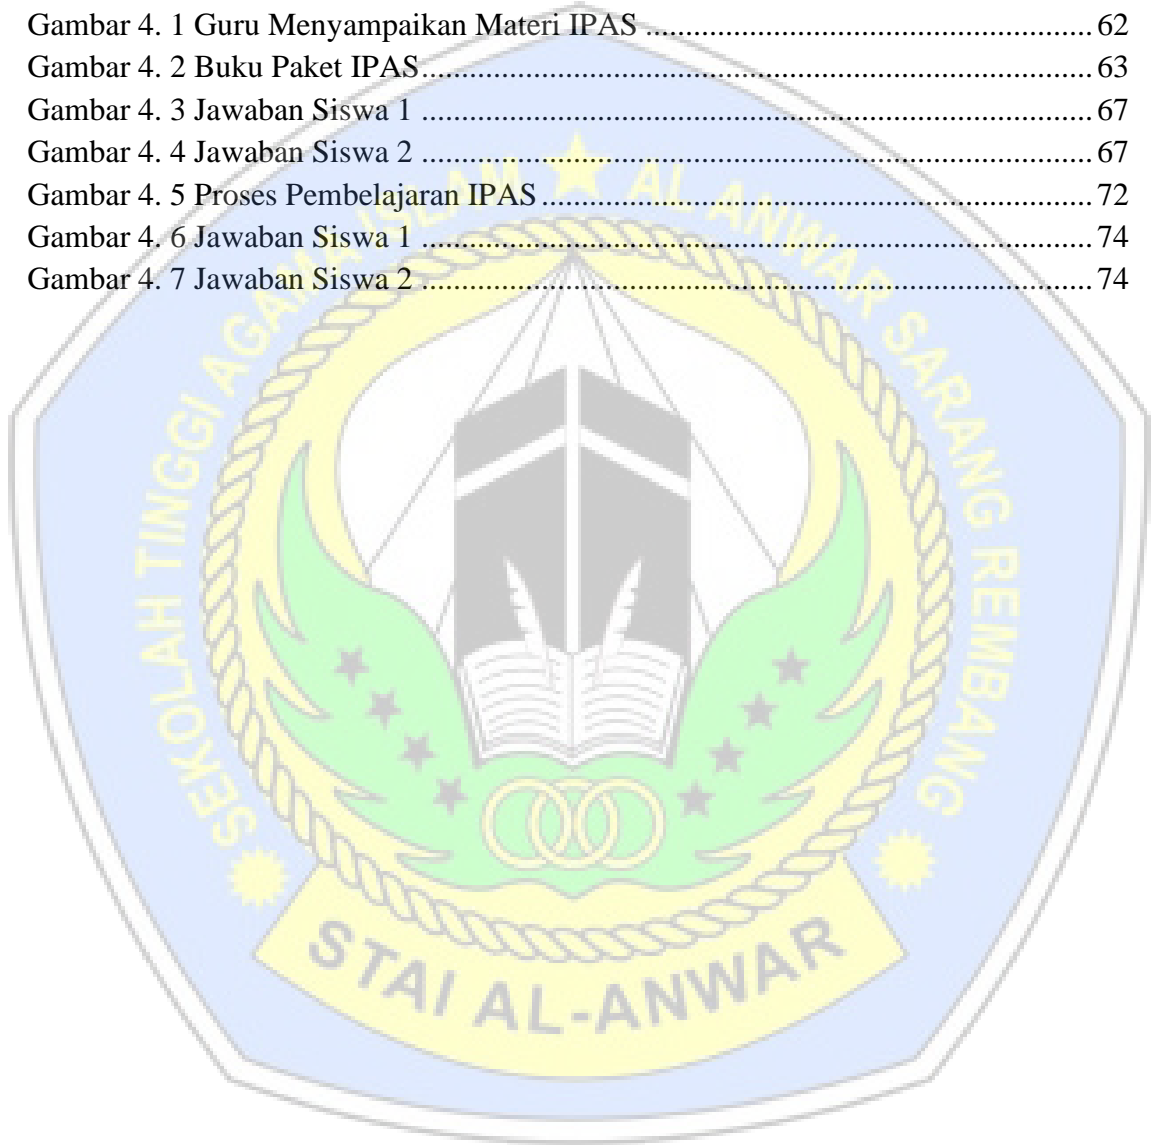 Gambar 4. 1 Guru Menyampaikan Materi IPAS ........................................................ 62
Gambar 4. 2 Buku Paket IPAS.................................................................................... 63
Gambar 4. 3 Jawaban Siswa 1 .................................................................................... 67
Gambar 4. 4 Jawaban Siswa 2 .................................................................................... 67
Gambar 4. 5 Proses Pembelajaran IPAS ..................................................................... 72
Gambar 4. 6 Jawaban Siswa 1 .................................................................................... 74
Gambar 4. 7 Jawaban Siswa 2 .................................................................................... 74
SEKOLAH TINGGI AGAMA ISLAM ★ AL ANWAR SARANG REMBANG
STAI AL-ANWAR